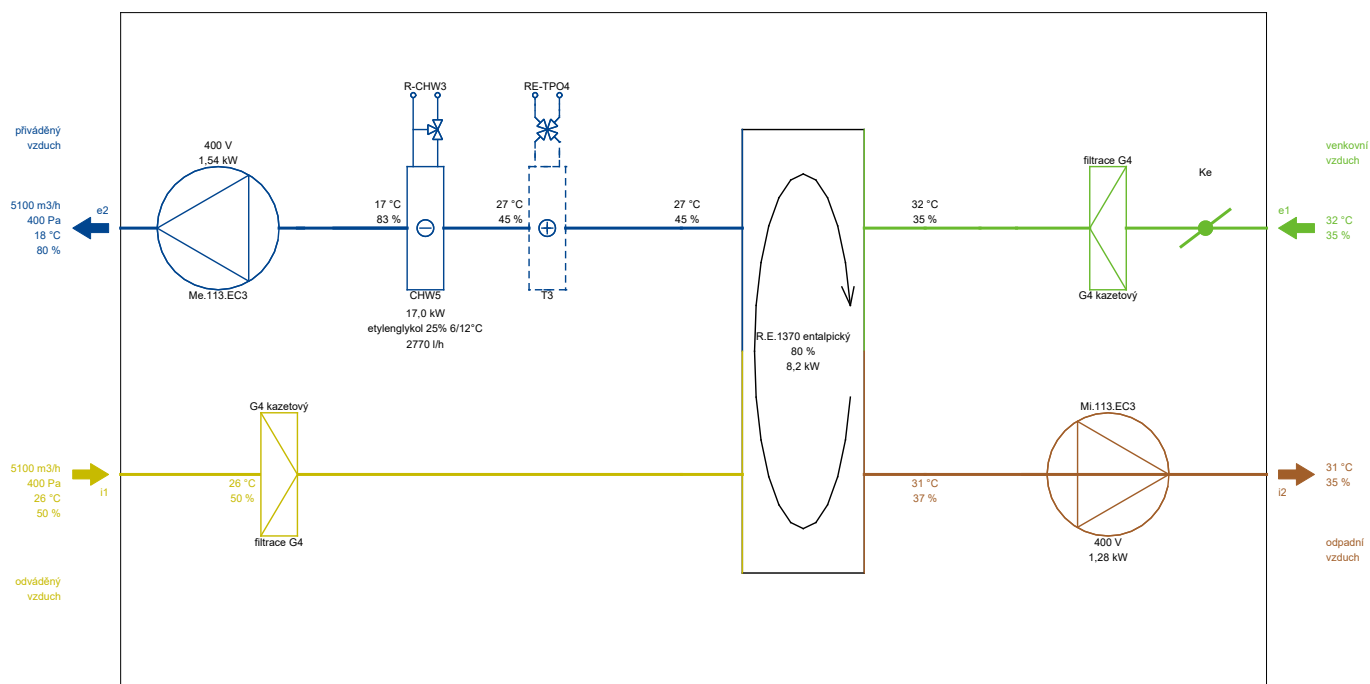 R-CHW3
RE-TPO4
přiváděný
vzduch
400 V
1,54 kW
filtrace G4
Ke
venkovní
vzduch
5100 m3/h
400 Pa
18 °C
80 %
e2
17 °C
83 %
27 °C
45 %
27 °C
45 %
32 °C
35 %
e1
32 °C
35 %
Me.113.EC3
CHW5
17,0 kW
etylenglykol 25% 6/12°C
2770 l/h
T3
G4 kazetový
R.E.1370 entalpický
80 %
8,2 kW
G4 kazetový
Mi.113.EC3
5100 m3/h
400 Pa
26 °C
50 %
i1
26 °C
50 %
31 °C
37 %
i2
31 °C
35 %
filtrace G4
400 V
1,28 kW
odpadní
vzduch
odváděný
vzduch